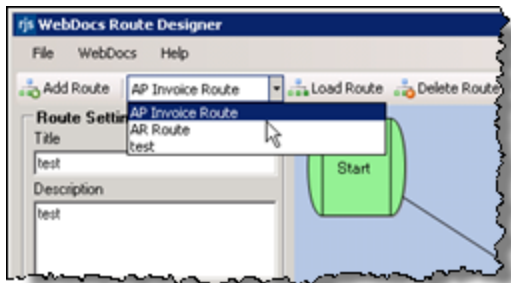 rjs WebDocs Route Designer
File WebDocs Help
Add Route AP Invoice Route Load Route Delete Route
AP Invoice Route
AR Route
test
Route Settin
Title
test
Description
test
Start